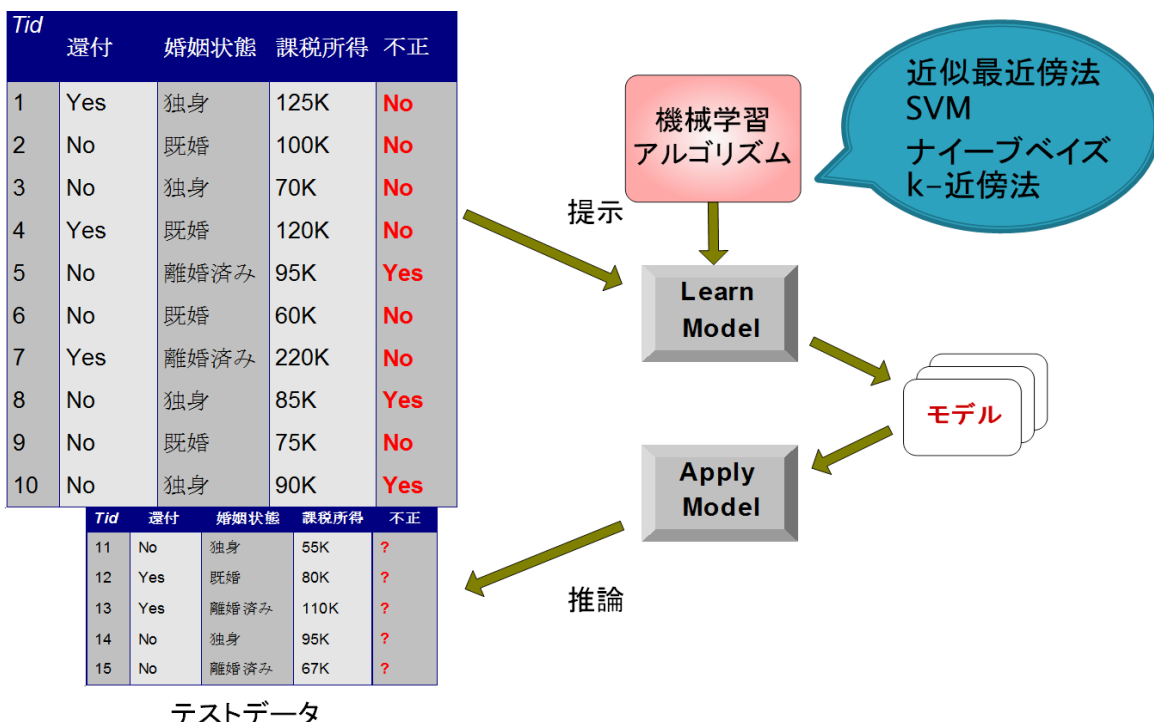 Tid 還付 婚姻状態 課税所得 不正
1 Yes 独身 125K No
2 No 既婚 100K No
3 No 独身 70K No
4 Yes 既婚 120K No
5 No 離婚済み 95K Yes
6 No 既婚 60K No
7 Yes 離婚済み 220K No
8 No 独身 85K Yes
9 No 既婚 75K No
10 No 独身 90K Yes
Tid 還付 婚姻状態 課税所得 不正
11 No 独身 55K ?
12 Yes 既婚 80K ?
13 Yes 離婚済み 110K ?
14 No 独身 95K ?
15 No 離婚済み 67K ?
テストデータ
提示
機械学習
アルゴリズム
近似最近傍法
SVM
ナイーブベイズ
k-近傍法
Learn
Model
モデル
Apply
Model
推論